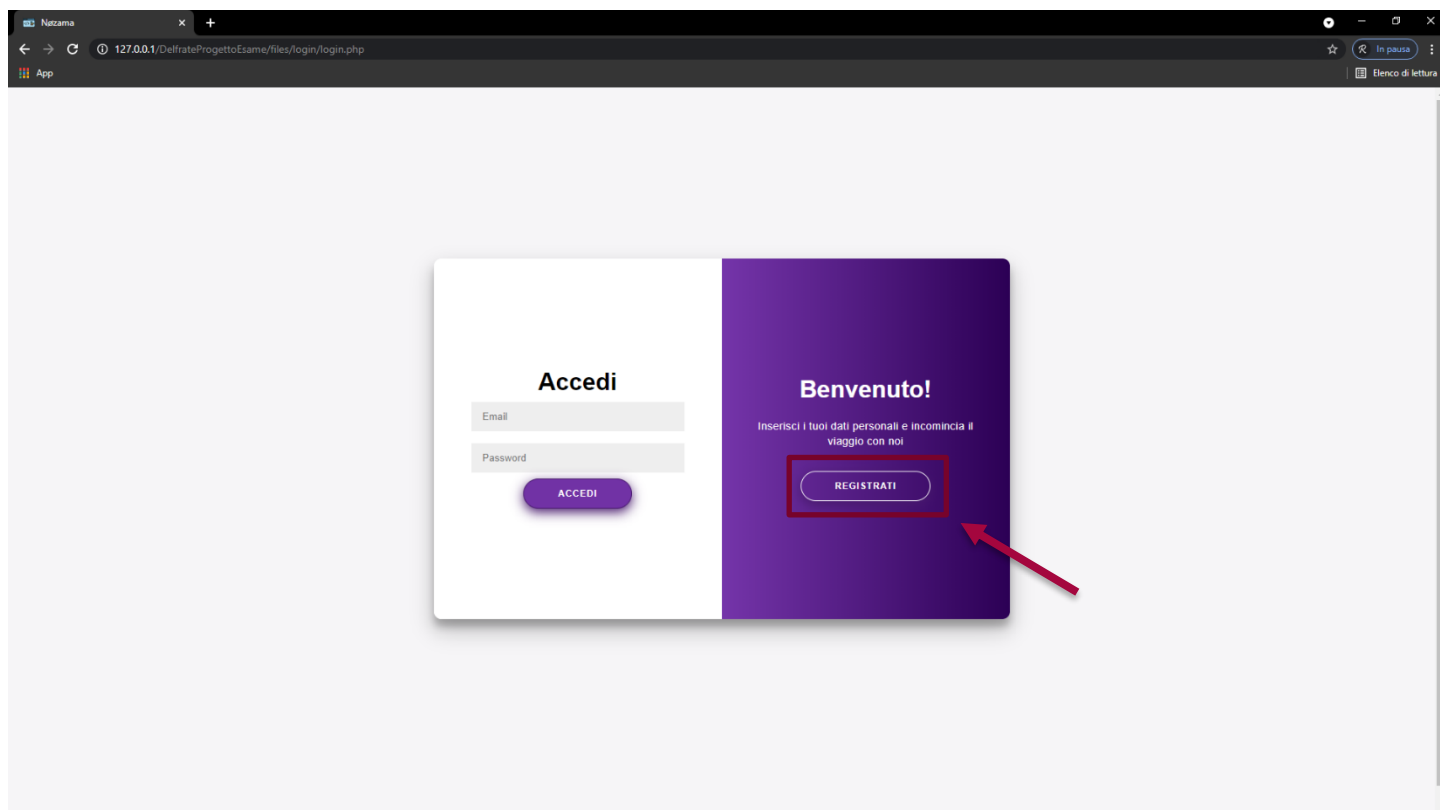 Nøzama
127.0.0.1/DelfrateProgettoEsame/files/login/login.php
In pausa
App
Elenco di lettura
Accedi
Email
Password
ACCEDI
Benvenuto!
Inserisci i tuoi dati personali e incomincia il
viaggio con noi
REGISTRATI